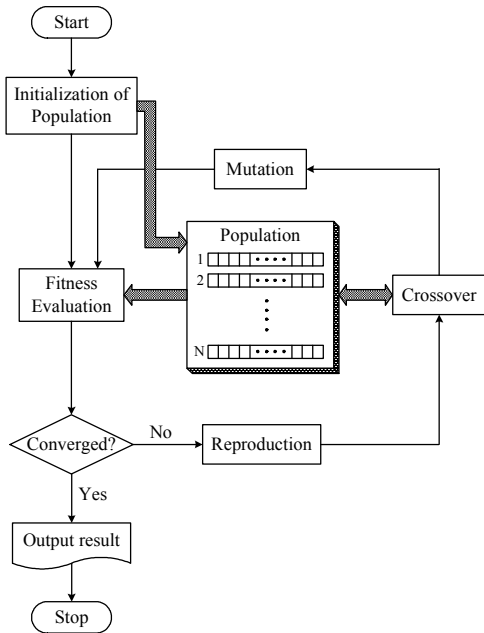 Start
Initialization of
Population
Mutation
Population
1
2
N
Fitness
Evaluation
Crossover
Converged?
No
Reproduction
Yes
Output result
Stop